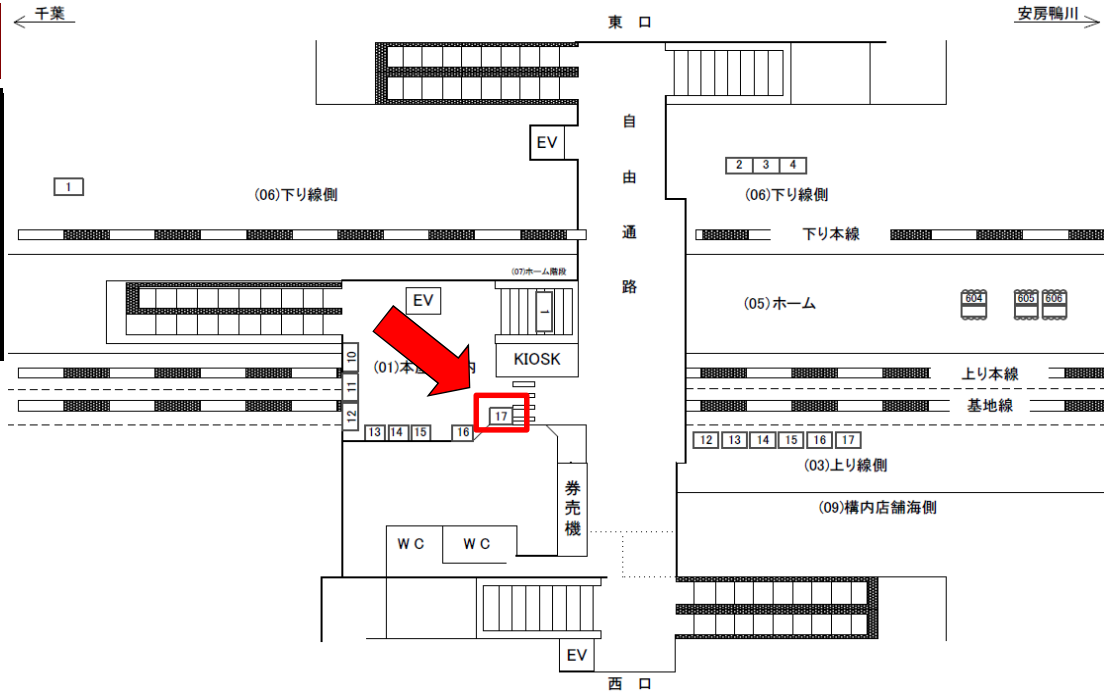 千葉
東 口
安房鴨川
自由通路
EV
1
2 3 4
(06)下り線側
(06)下り線側
下り本線
(07)ホーム階段
EV
1
(05)ホーム
604 605 606
KIOSK
(01)本
内
10
11
12
上り本線
基地線
17
13 14 15 16
12 13 14 15 16 17
(03)上り線側
券売機
(09)構内店舗海側
WC WC
EV
西 口